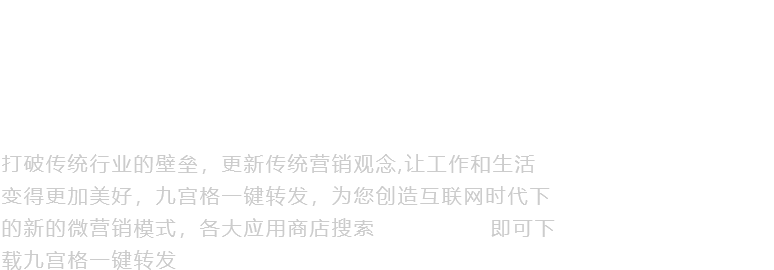 打破传统行业的壁垒，更新传统营销观念,让工作和生活
变得更加美好，九宫格一键转发，为您创造互联网时代下
的新的微营销模式，各大应用商店搜索 即可下
载九宫格一键转发